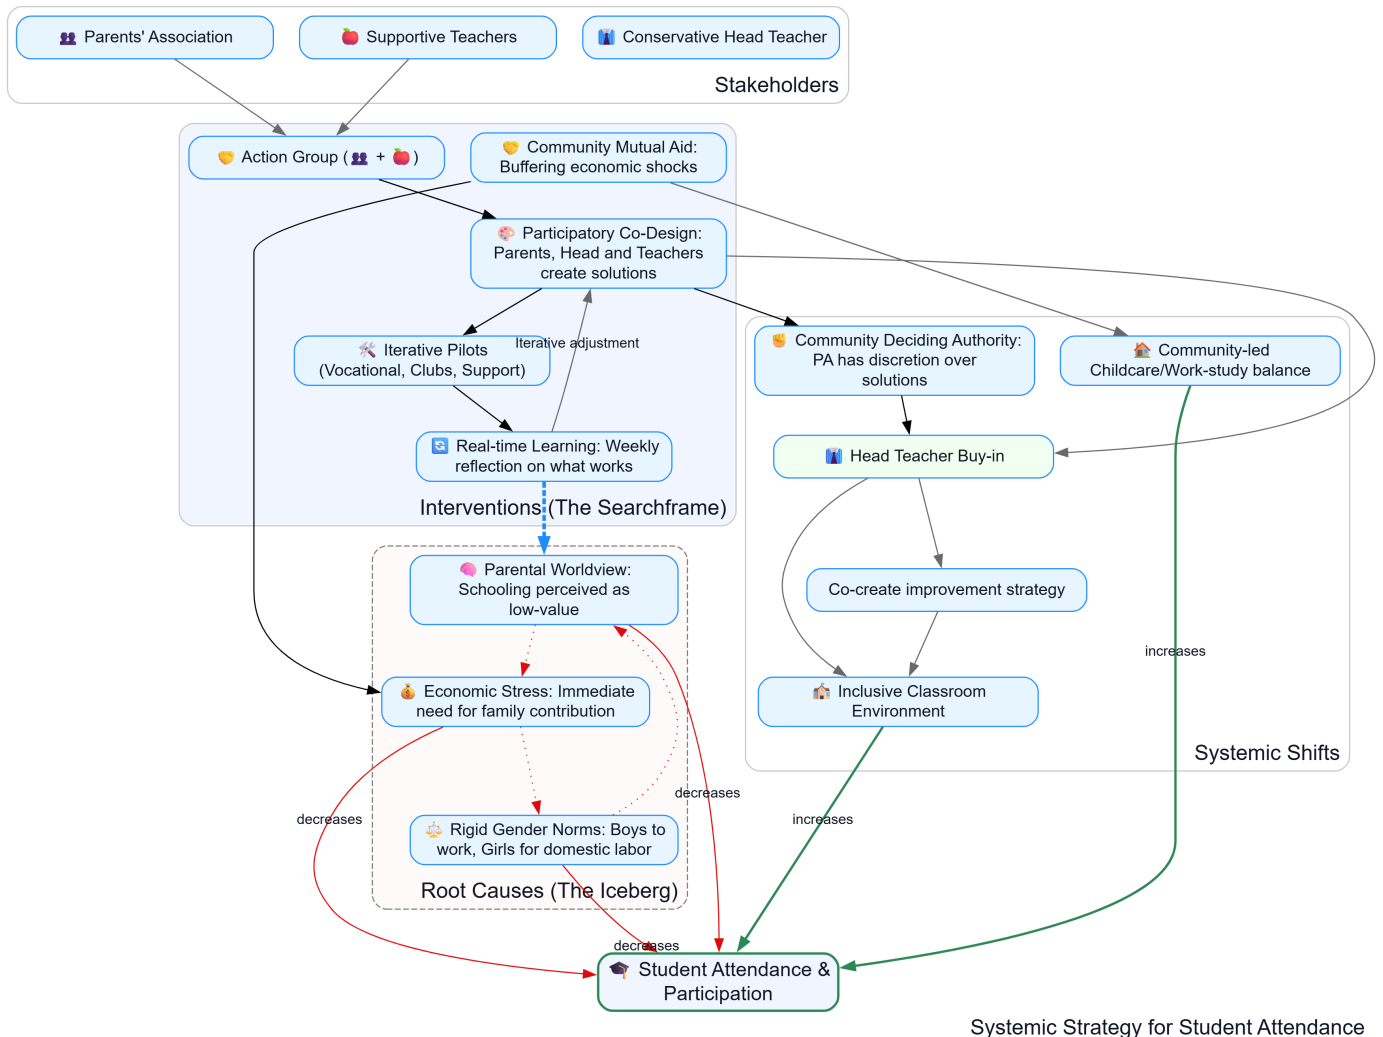 👥 Parents' Association
🍎 Supportive Teachers
👔 Conservative Head Teacher
Stakeholders
🤝 Action Group (👥 + 🍎)
🤝 Community Mutual Aid:
Buffering economic shocks
🎨 Participatory Co-Design:
Parents, Head and Teachers
create solutions
🛠️ Iterative Pilots
(Vocational, Clubs, Support)
Iterative adjustment
✊ Community Deciding Authority:
PA has discretion over
solutions
🏠 Community-led
Childcare/Work-study balance
🔄 Real-time Learning: Weekly
reflection on what works
👔 Head Teacher Buy-in
Interventions (The Searchframe)
🧠 Parental Worldview:
Schooling perceived as
low-value
Co-create improvement strategy
increases
💰 Economic Stress: Immediate
need for family contribution
🏫 Inclusive Classroom
Environment
Systemic Shifts
decreases
decreases
increases
⚖️ Rigid Gender Norms: Boys to
work, Girls for domestic labor
Root Causes (The Iceberg)
decreases
🎓 Student Attendance &
Participation
Systemic Strategy for Student Attendance